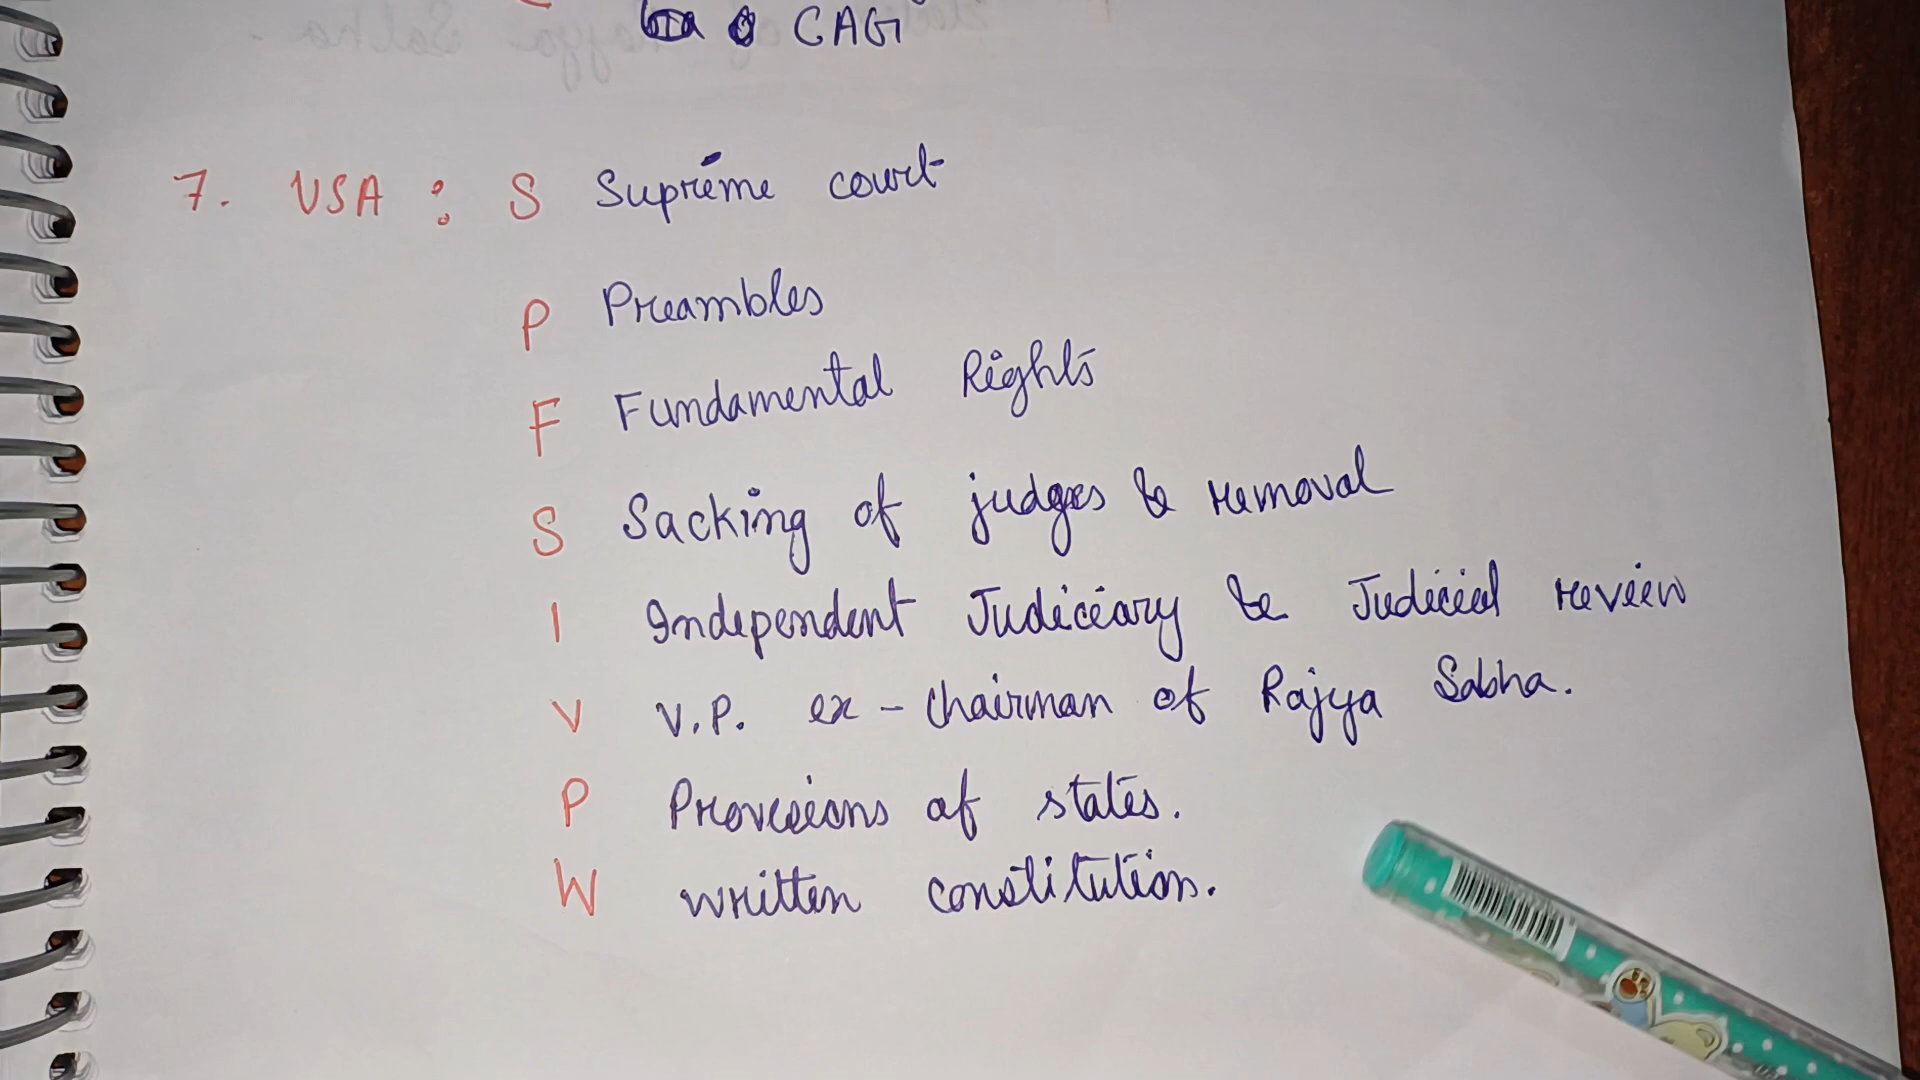 CAG
7. USA : S Supreme court
P Preambles
F Fundamental Rights
S Sacking of judges & removal
I Independent Judiciary & Judicial review
V V.P. ex - chairman of Rajya Sabha.
P Provisions of states.
W written constitution.